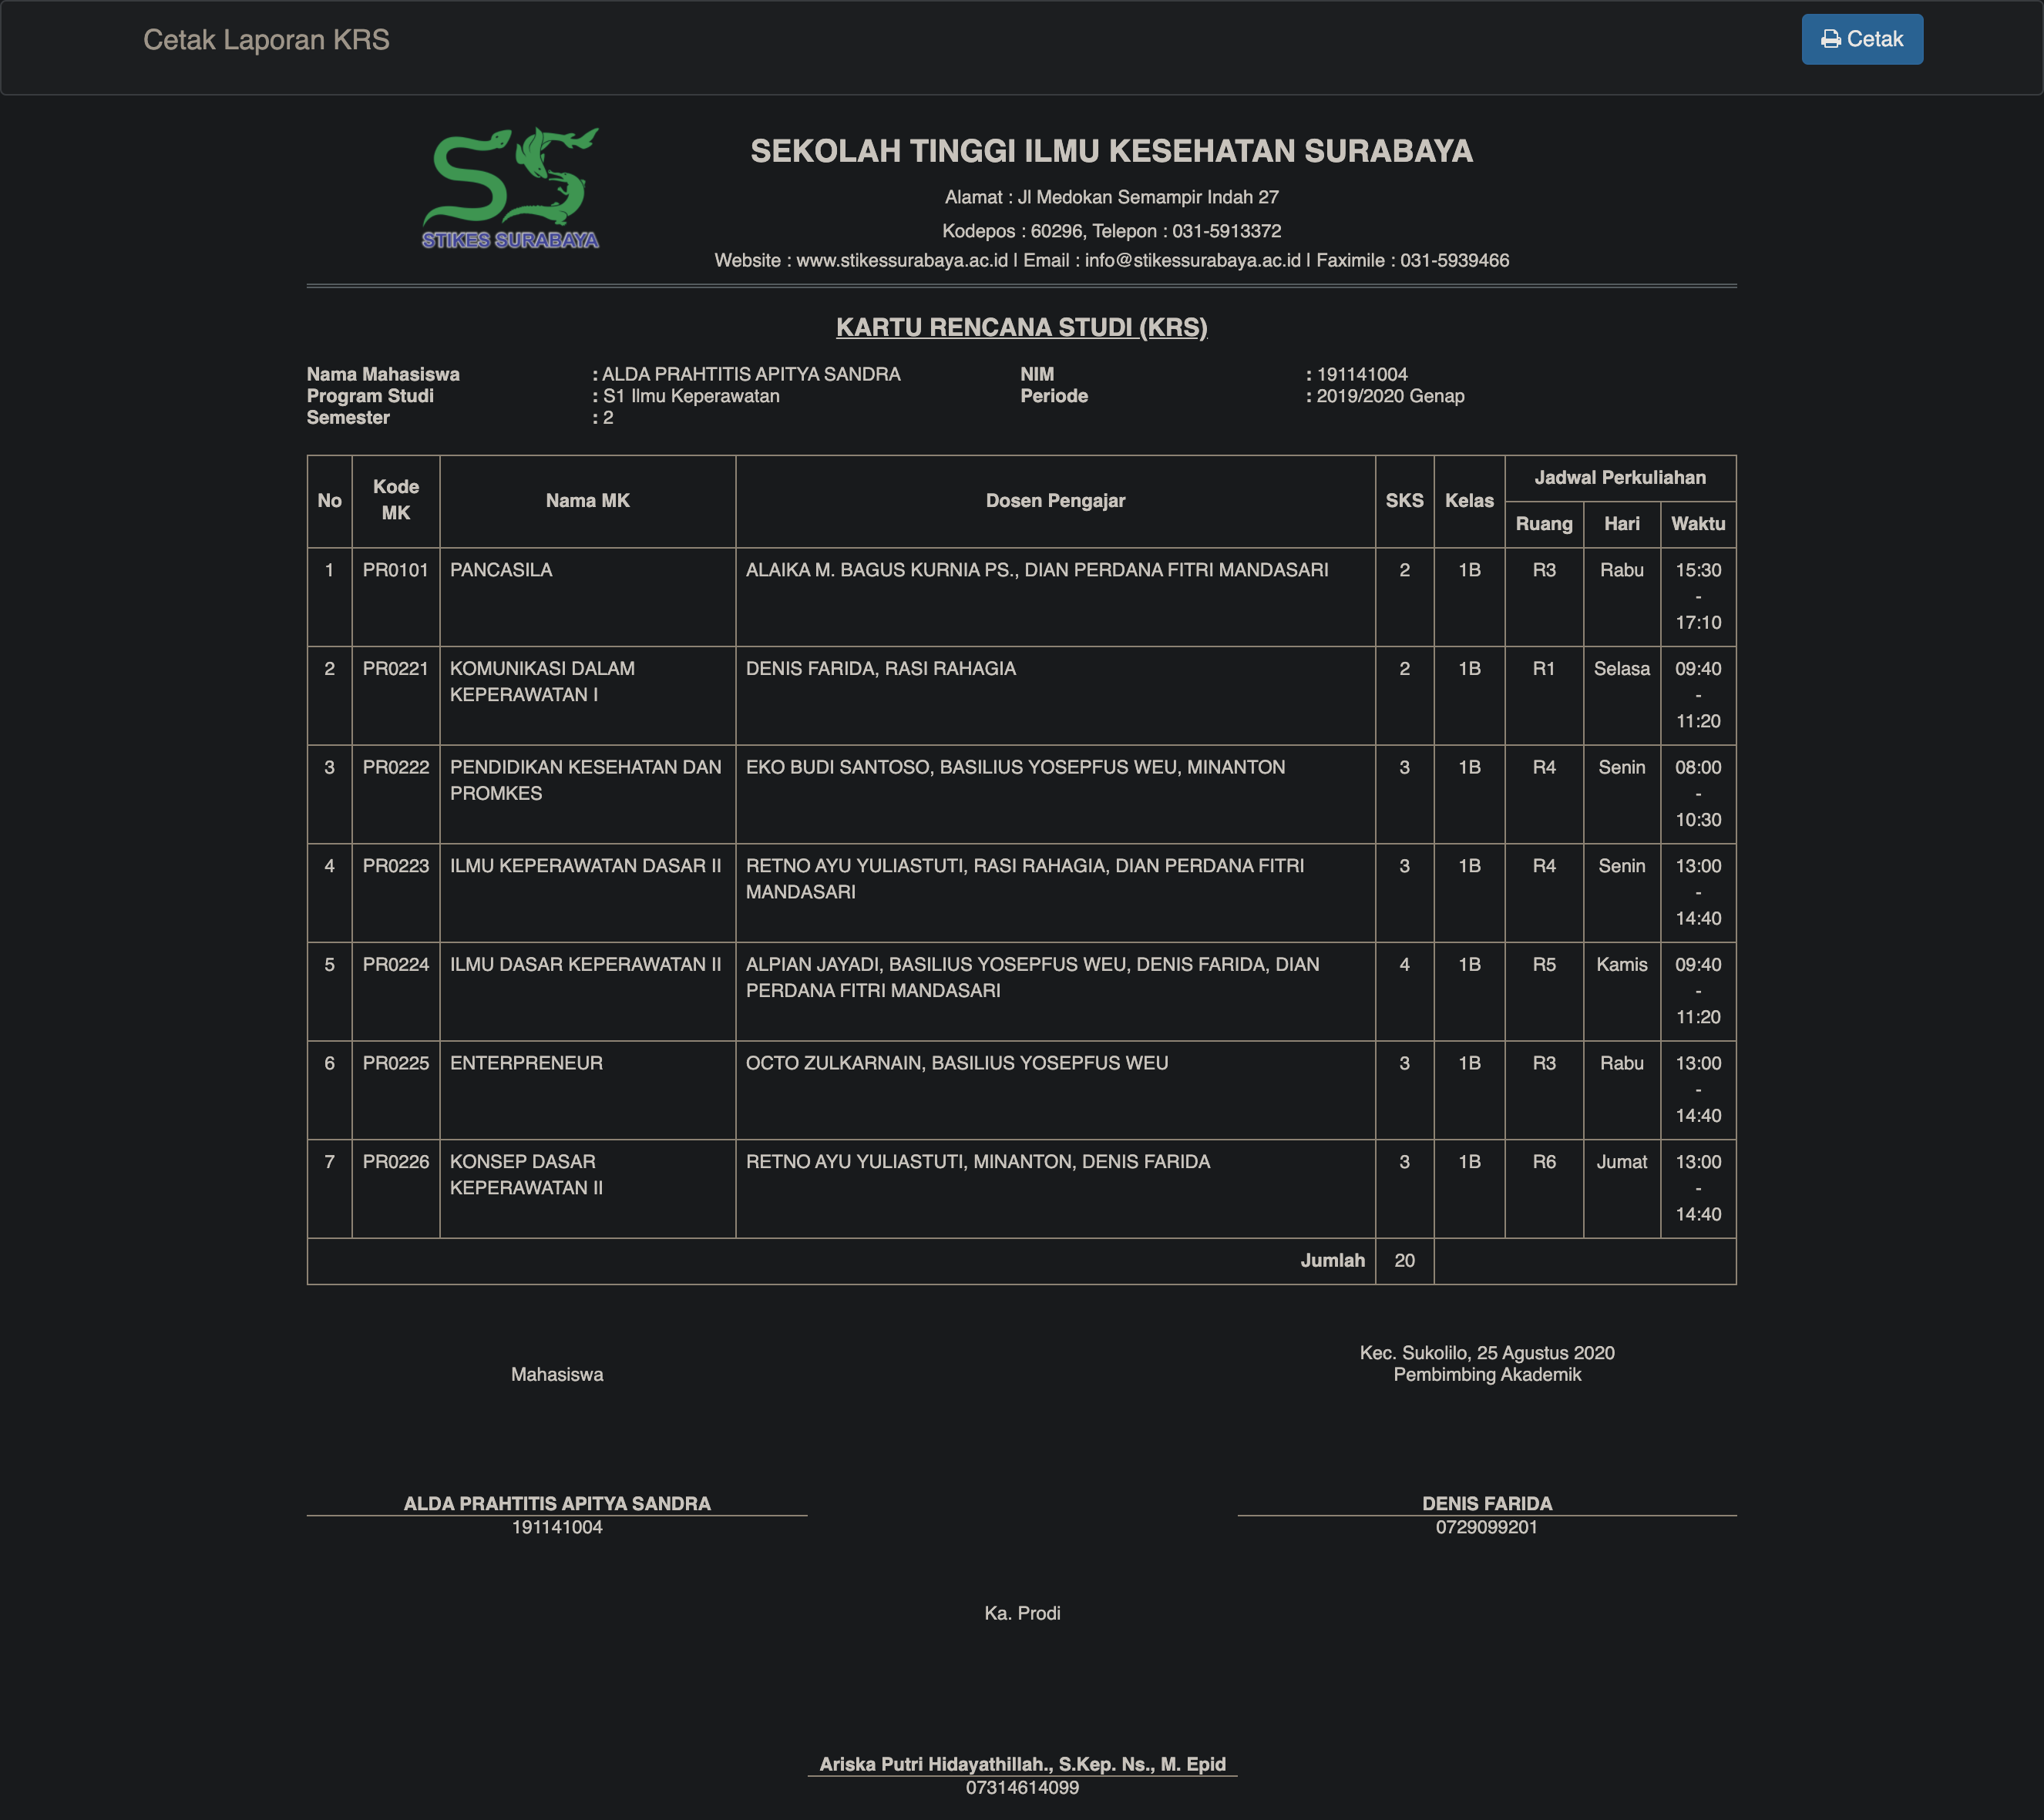 Cetak Laporan KRS
Cetak
STIKES SURABAYA
SEKOLAH TINGGI ILMU KESEHATAN SURABAYA
Alamat : Jl Medokan Semampir Indah 27
Kodepos : 60296, Telepon : 031-5913372
Website : www.stikessurabaya.ac.id | Email : info@stikessurabaya.ac.id | Faximile : 031-5939466
KARTU RENCANA STUDI (KRS)
Nama Mahasiswa : ALDA PRAHTITIS APITYA SANDRA NIM : 191141004
Program Studi : S1 Ilmu Keperawatan Periode : 2019/2020 Genap
Semester : 2
No Kode MK Nama MK Dosen Pengajar SKS Kelas Jadwal Perkuliahan
Ruang Hari Waktu
1 PR0101 PANCASILA ALAIKA M. BAGUS KURNIA PS., DIAN PERDANA FITRI MANDASARI 2 1B R3 Rabu 15:30
-
17:10
2 PR0221 KOMUNIKASI DALAM DENIS FARIDA, RASI RAHAGIA 2 1B R1 Selasa 09:40
KEPERAWATAN I -
11:20
3 PR0222 PENDIDIKAN KESEHATAN DAN EKO BUDI SANTOSO, BASILIUS YOSEPFUS WEU, MINANTON 3 1B R4 Senin 08:00
PROMKES -
10:30
4 PR0223 ILMU KEPERAWATAN DASAR II RETNO AYU YULIASTUTI, RASI RAHAGIA, DIAN PERDANA FITRI 3 1B R4 Senin 13:00
MANDASARI -
14:40
5 PR0224 ILMU DASAR KEPERAWATAN II ALPIAN JAYADI, BASILIUS YOSEPFUS WEU, DENIS FARIDA, DIAN 4 1B R5 Kamis 09:40
PERDANA FITRI MANDASARI -
11:20
6 PR0225 ENTERPRENEUR OCTO ZULKARNAIN, BASILIUS YOSEPFUS WEU 3 1B R3 Rabu 13:00
-
14:40
7 PR0226 KONSEP DASAR RETNO AYU YULIASTUTI, MINANTON, DENIS FARIDA 3 1B R6 Jumat 13:00
KEPERAWATAN II -
14:40
Jumlah 20
Kec. Sukolilo, 25 Agustus 2020
Mahasiswa Pembimbing Akademik
ALDA PRAHTITIS APITYA SANDRA DENIS FARIDA
191141004 0729099201
Ka. Prodi
Ariska Putri Hidayathillah., S.Kep. Ns., M. Epid
07314614099